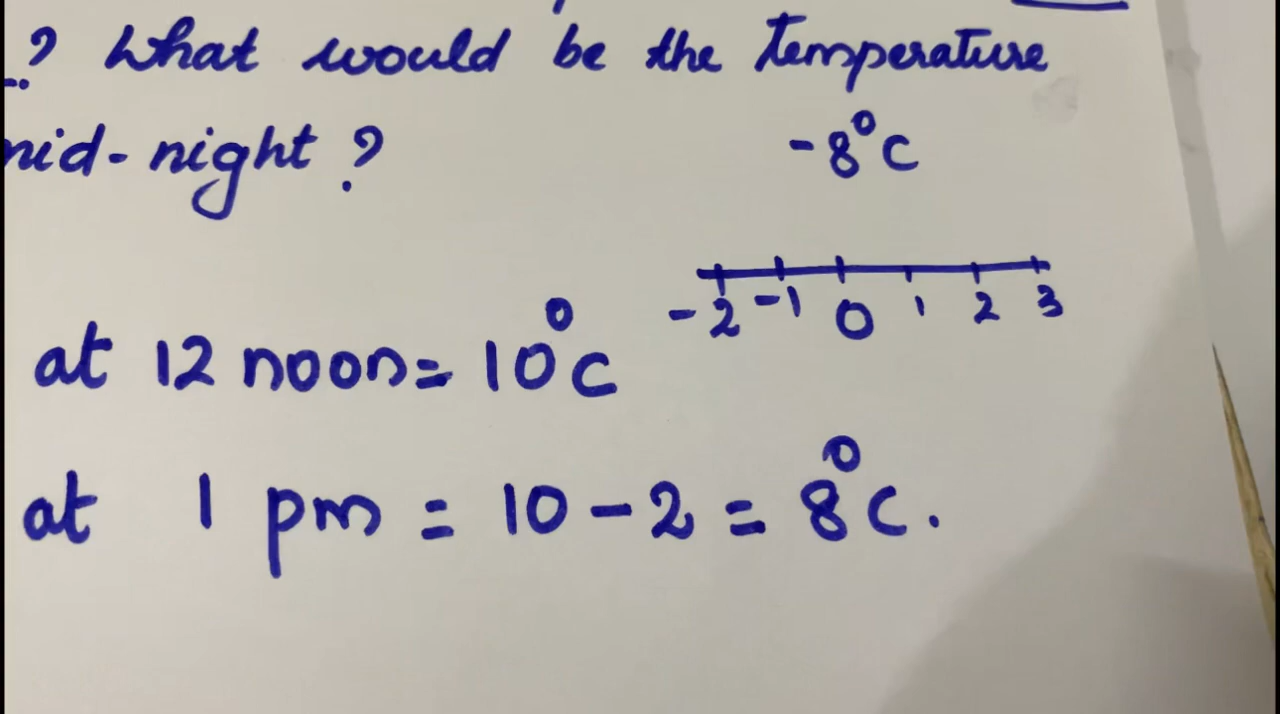 ? What would be the temperature
mid-night ?
-8°C
-2 -1 0 1 2 3
at 12 noon = 10°C
at 1 pm = 10 - 2 = 8°C.